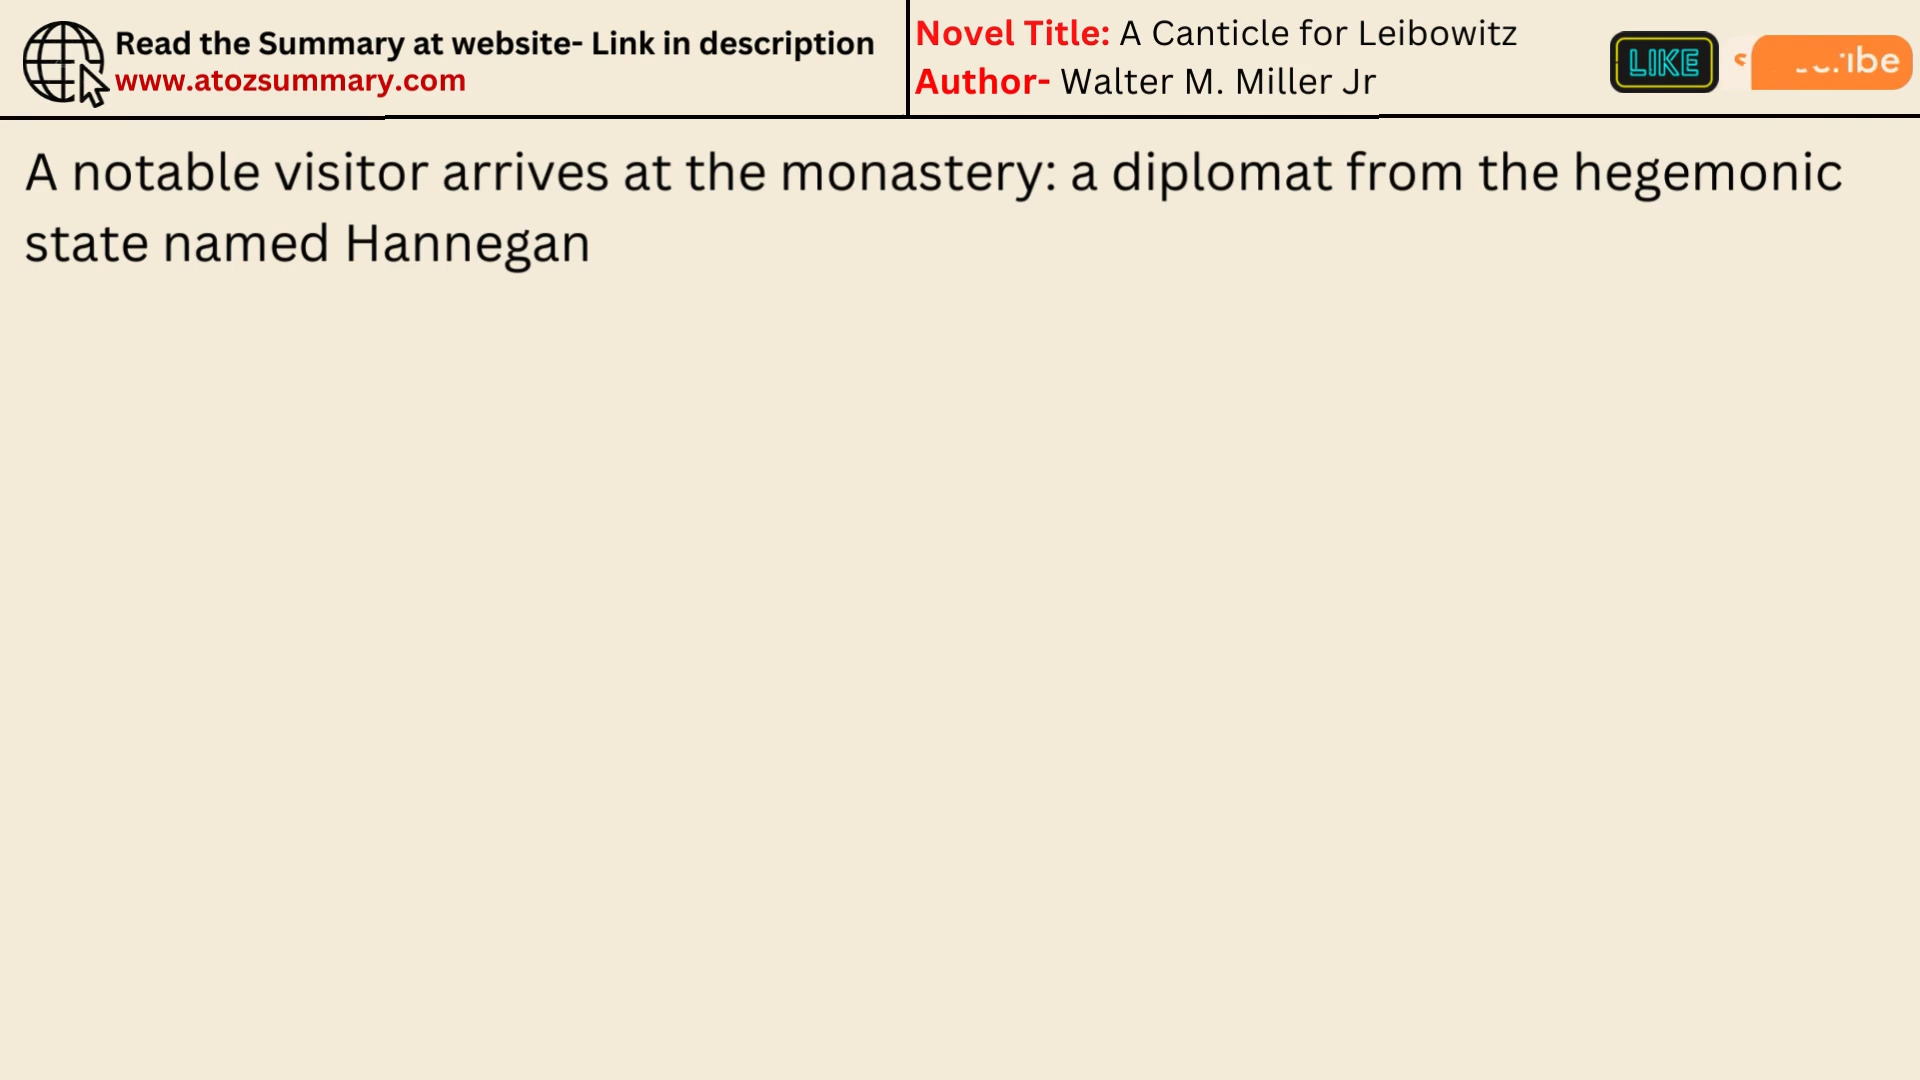 Read the Summary at website- Link in description
www.atozsummary.com
Novel Title: A Canticle for Leibowitz
Author- Walter M. Miller Jr
LIKE
A notable visitor arrives at the monastery: a diplomat from the hegemonic
state named Hannegan